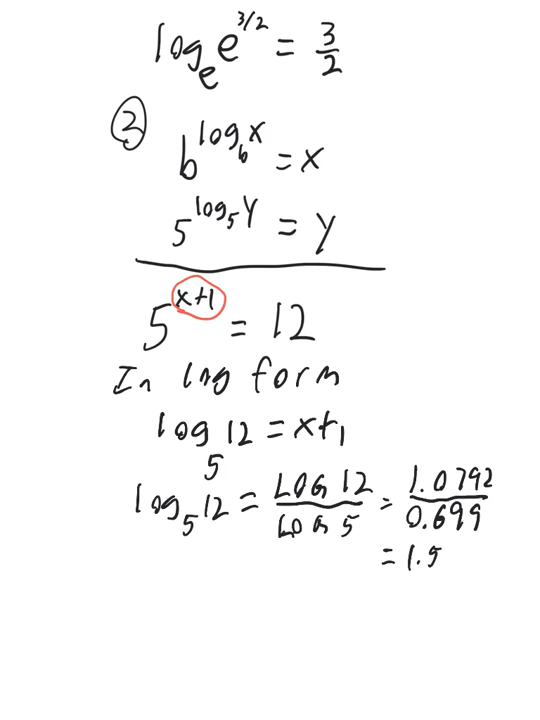 log_e e^{3/2} = 3/2
② b^{log_b x} = x
5^{log_5 y} = y
5^{x+1} = 12
In log form
log_5 12 = x+1
log_5 12 = LOG 12 / LOG 5 = 1.0792 / 0.699
= 1.5